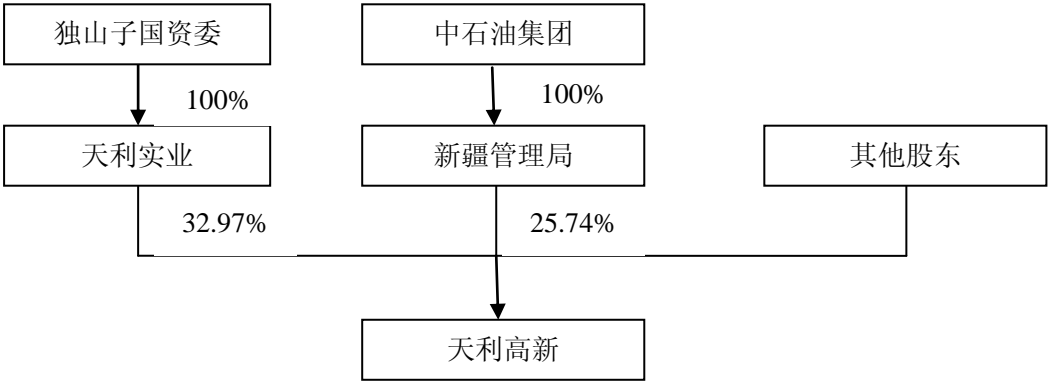 独山子国资委
中石油集团
100%
100%
天利实业
新疆管理局
其他股东
32.97%
25.74%
天利高新